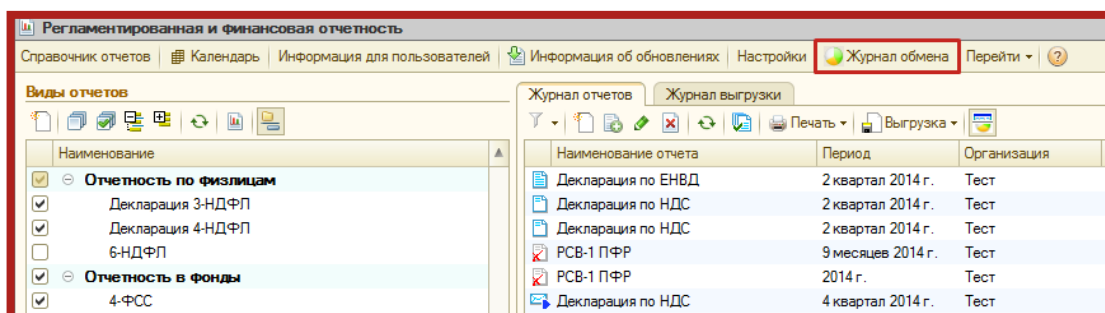 Регламентированная и финансовая отчетность
Справочник отчетов Календарь Информация для пользователей Информация об обновлениях Настройки Журнал обмена Перейти ?
Виды отчетов
Наименование
Отчетность по физлицам
Декларация 3-НДФЛ
Декларация 4-НДФЛ
6-НДФЛ
Отчетность в фонды
4-ФСС
Журнал отчетов Журнал выгрузки
Печать Выгрузка
Наименование отчета Период Организация
Декларация по ЕНВД 2 квартал 2014 г. Тест
Декларация по НДС 2 квартал 2014 г. Тест
Декларация по НДС 2 квартал 2014 г. Тест
РСВ-1 ПФР 9 месяцев 2014 г. Тест
РСВ-1 ПФР 2014 г. Тест
Декларация по НДС 4 квартал 2014 г. Тест